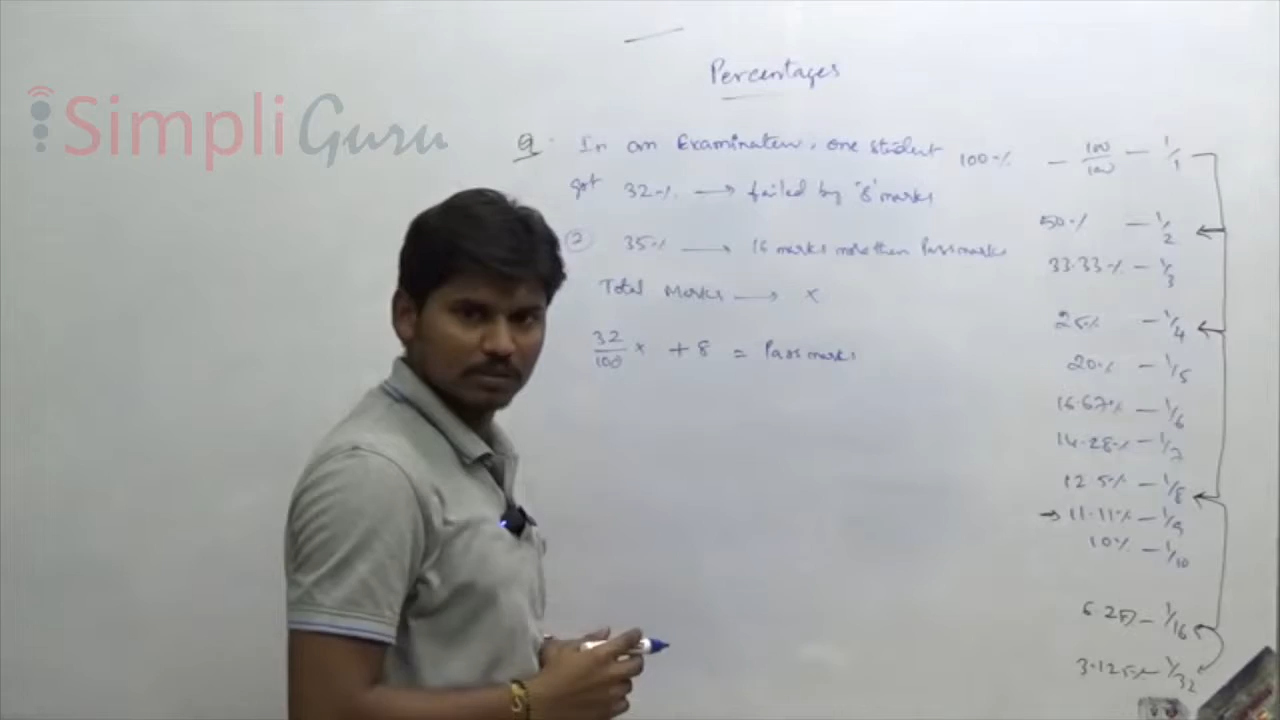 SimpliGuru
Percentages
Q. In an Examination, one student
got 32% → failed by '8' marks
② 35% → 16 marks more than Pass marks
Total Marks → x
32/100 x + 8 = Pass marks
100% - 100/100 - 1/1
50% - 1/2
33.33% - 1/3
25% - 1/4
20% - 1/5
16.67% - 1/6
14.28% - 1/7
12.5% - 1/8
→ 11.11% - 1/9
10% - 1/10
6.25% - 1/16
3.125% - 1/32